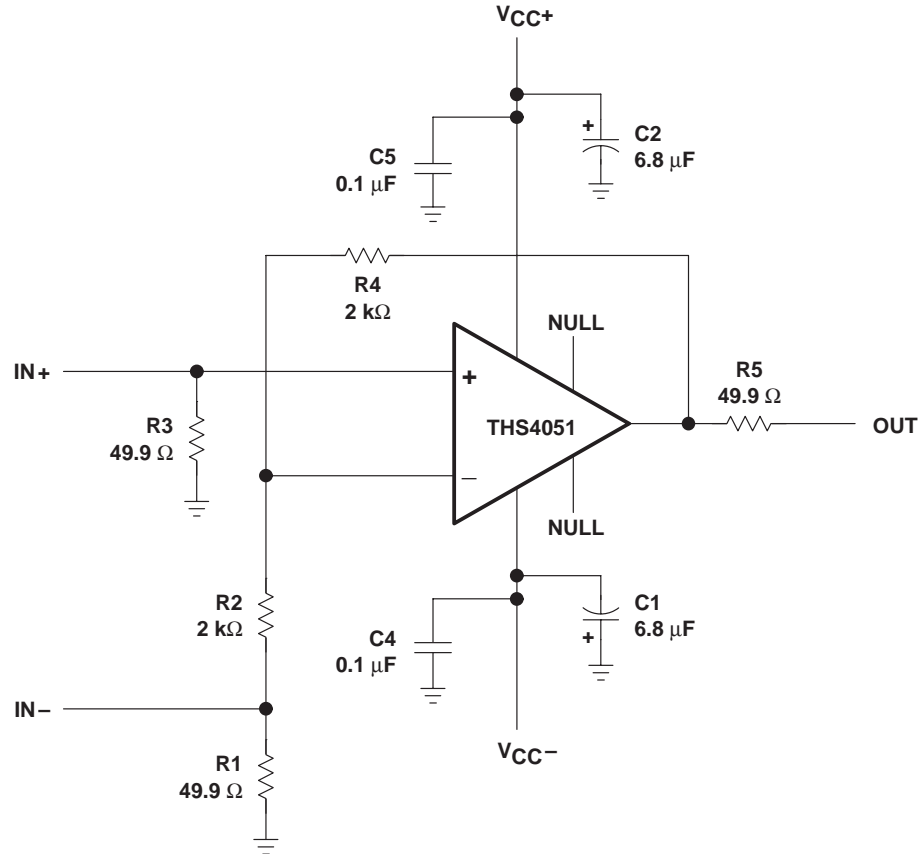 VCC+
C5
0.1 μF
+
C2
6.8 μF
R4
2 kΩ
NULL
IN+
R3
49.9 Ω
+
−
THS4051
R5
49.9 Ω
OUT
NULL
R2
2 kΩ
C4
0.1 μF
C1
6.8 μF
+
IN−
R1
49.9 Ω
VCC−